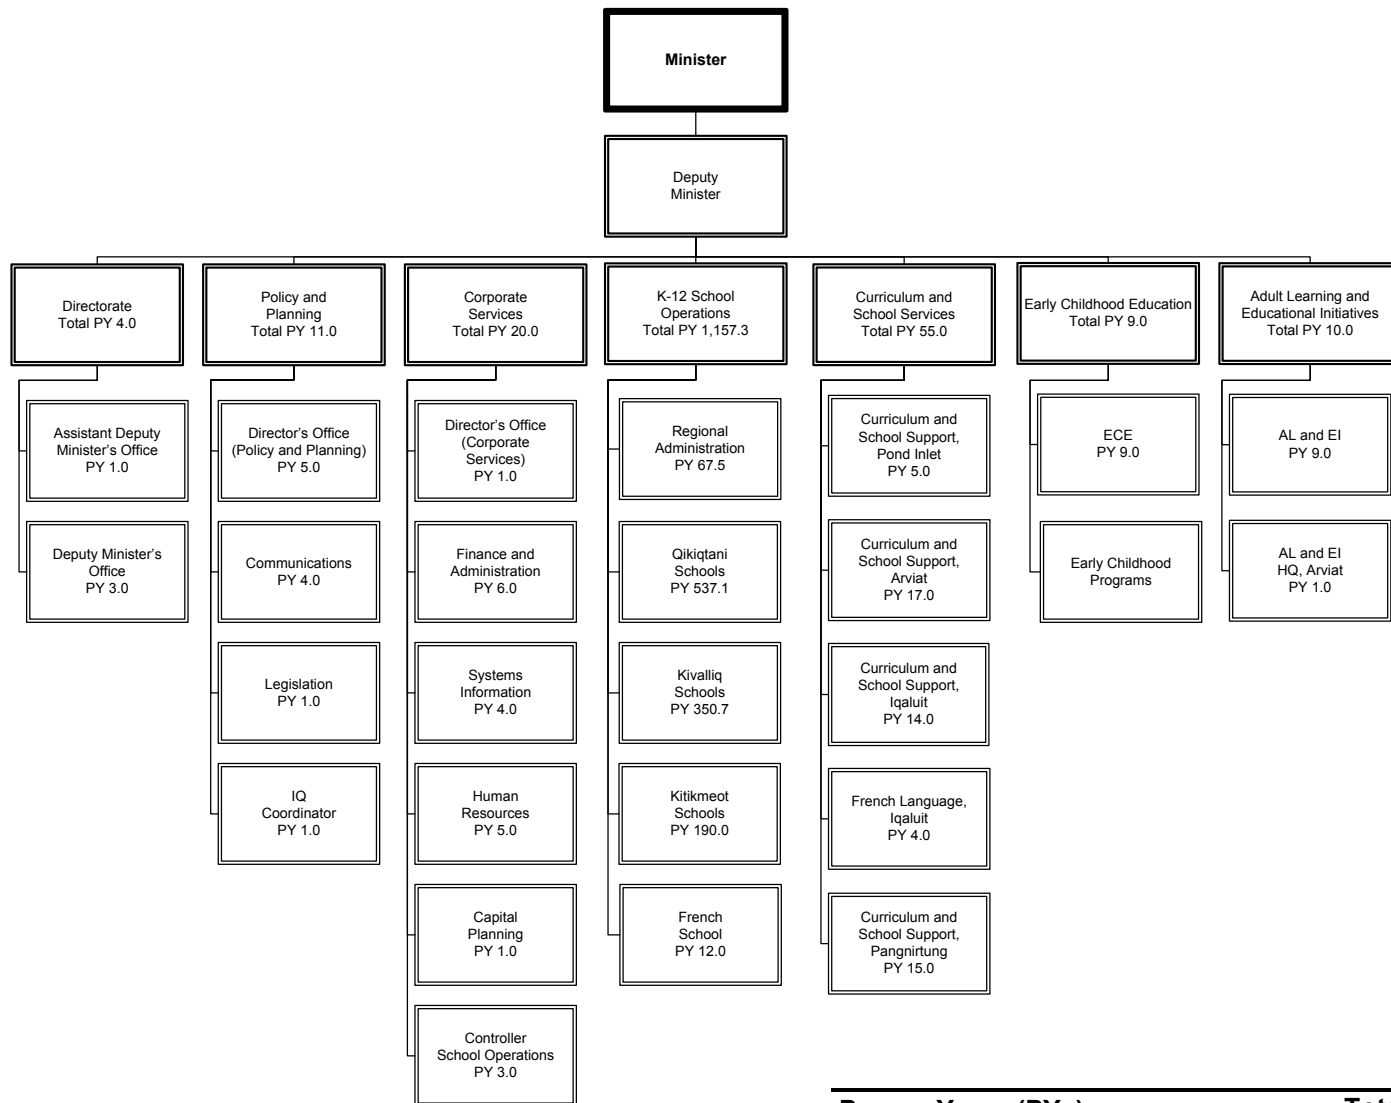 Minister
Deputy
Minister
Directorate
Total PY 4.0
Policy and
Planning
Total PY 11.0
Corporate
Services
Total PY 20.0
K-12 School
Operations
Total PY 1,157.3
Curriculum and
School Services
Total PY 55.0
Early Childhood Education
Total PY 9.0
Adult Learning and
Educational Initiatives
Total PY 10.0
Assistant Deputy
Minister's Office
PY 1.0
Deputy Minister's
Office
PY 3.0
Director's Office
(Policy and Planning)
PY 5.0
Communications
PY 4.0
Legislation
PY 1.0
IQ
Coordinator
PY 1.0
Director's Office
(Corporate
Services)
PY 1.0
Finance and
Administration
PY 6.0
Systems
Information
PY 4.0
Human
Resources
PY 5.0
Capital
Planning
PY 1.0
Controller
School Operations
PY 3.0
Regional
Administration
PY 67.5
Qikiqtani
Schools
PY 537.1
Kivalliq
Schools
PY 350.7
Kitikmeot
Schools
PY 190.0
French
School
PY 12.0
Curriculum and
School Support,
Pond Inlet
PY 5.0
Curriculum and
School Support,
Arviat
PY 17.0
Curriculum and
School Support,
Iqaluit
PY 14.0
French Language,
Iqaluit
PY 4.0
Curriculum and
School Support,
Pangnirtung
PY 15.0
ECE
PY 9.0
Early Childhood
Programs
AL and EI
PY 9.0
AL and EI
HQ, Arviat
PY 1.0